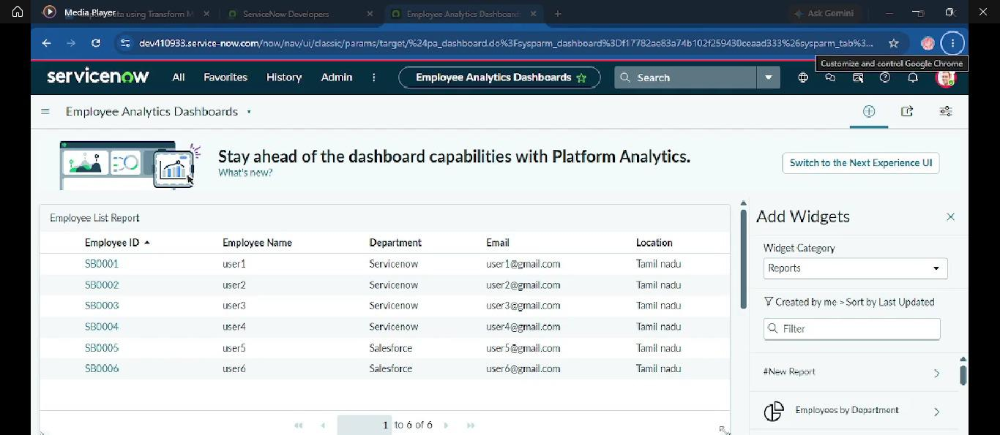 Media Player
ata using Transform M
ServiceNow Developers
Employee Analytics Dashboard
Ask Gemini
dev410933.service-now.com/now/nav/ui/classic/params/target/%24pa_dashboard.do%3Fsysparm_dashboard%3Df17782ae83a74b102f259430ceaad333%26sysparm_tab%3...
Customize and control Google Chrome
servicenow All Favorites History Admin Employee Analytics Dashboards Search
Employee Analytics Dashboards
Stay ahead of the dashboard capabilities with Platform Analytics.
What's new?
Switch to the Next Experience UI
Employee List Report
Employee ID Employee Name Department Email Location
SB0001 user1 Servicenow user1@gmail.com Tamil nadu
SB0002 user2 Servicenow user2@gmail.com Tamil nadu
SB0003 user3 Servicenow user3@gmail.com Tamil nadu
SB0004 user4 Servicenow user4@gmail.com Tamil nadu
SB0005 user5 Salesforce user5@gmail.com Tamil nadu
SB0006 user6 Salesforce user6@gmail.com Tamil nadu
1 to 6 of 6
Add Widgets
Widget Category
Reports
Created by me > Sort by Last Updated
Filter
#New Report
Employees by Department